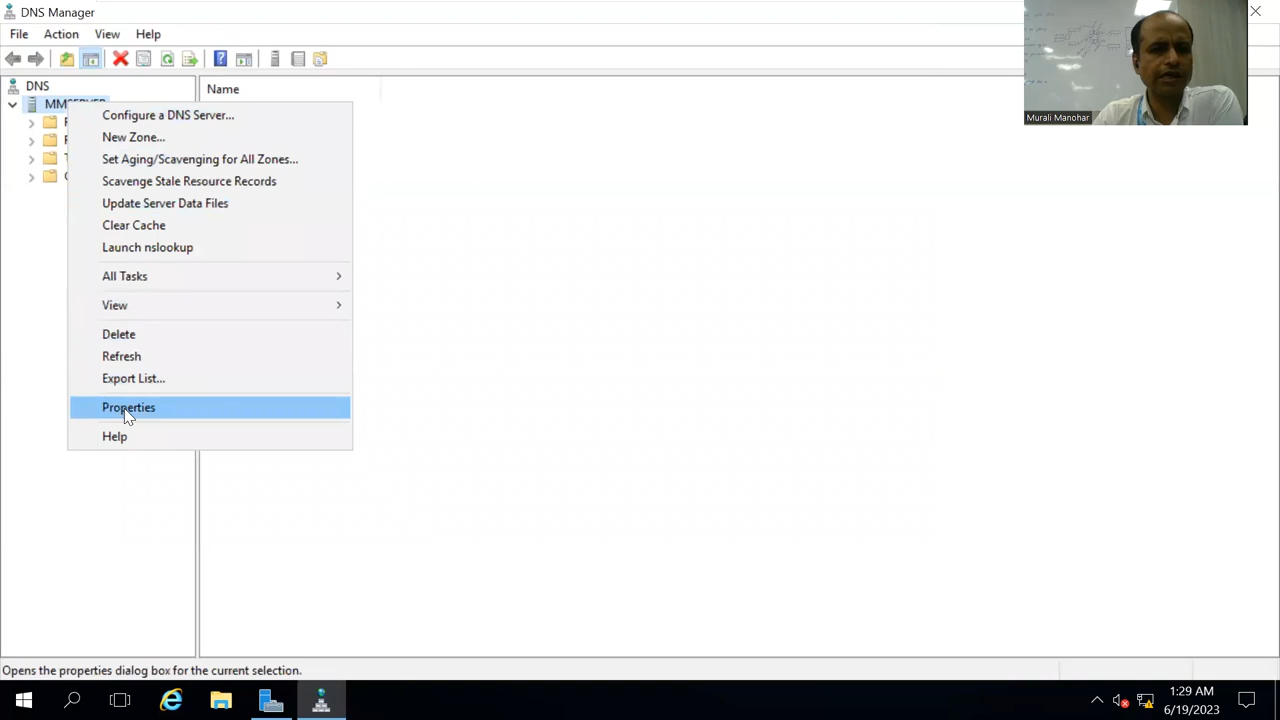 DNS Manager
File Action View Help
DNS
Name
Configure a DNS Server...
New Zone...
Set Aging/Scavenging for All Zones...
Scavenge Stale Resource Records
Update Server Data Files
Clear Cache
Launch nslookup
All Tasks
View
Delete
Refresh
Export List...
Properties
Help
Murali Manohar
Opens the properties dialog box for the current selection.
1:29 AM
6/19/2023